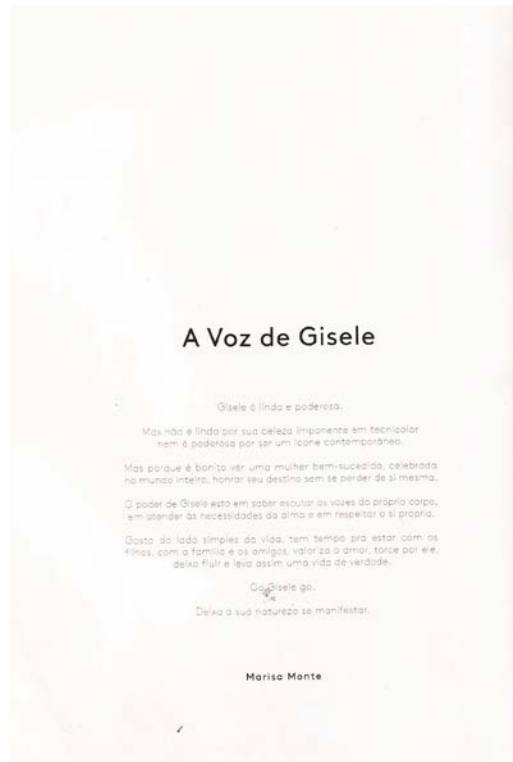 A Voz de Gisele
Gisele é linda e poderosa.
Mas não é linda por sua beleza imponente em tecnicolor
nem é poderosa por ser um ícone contemporâneo.
Mas porque é bonito ver uma mulher bem-sucedida, celebrada
no mundo inteiro, honrar seu destino sem se perder de si mesma.
O poder de Gisele está em saber escutar as vozes do próprio corpo,
em atender às necessidades da alma e em respeitar a si própria.
Gosta do lado simples da vida, tem tempo pra estar com os
filhos, com a família e os amigos, valoriza o amor, torce por ele,
deixa fluir e leva assim uma vida de verdade.
Go Gisele go.
Deixa a sua natureza se manifestar.
Marisa Monte